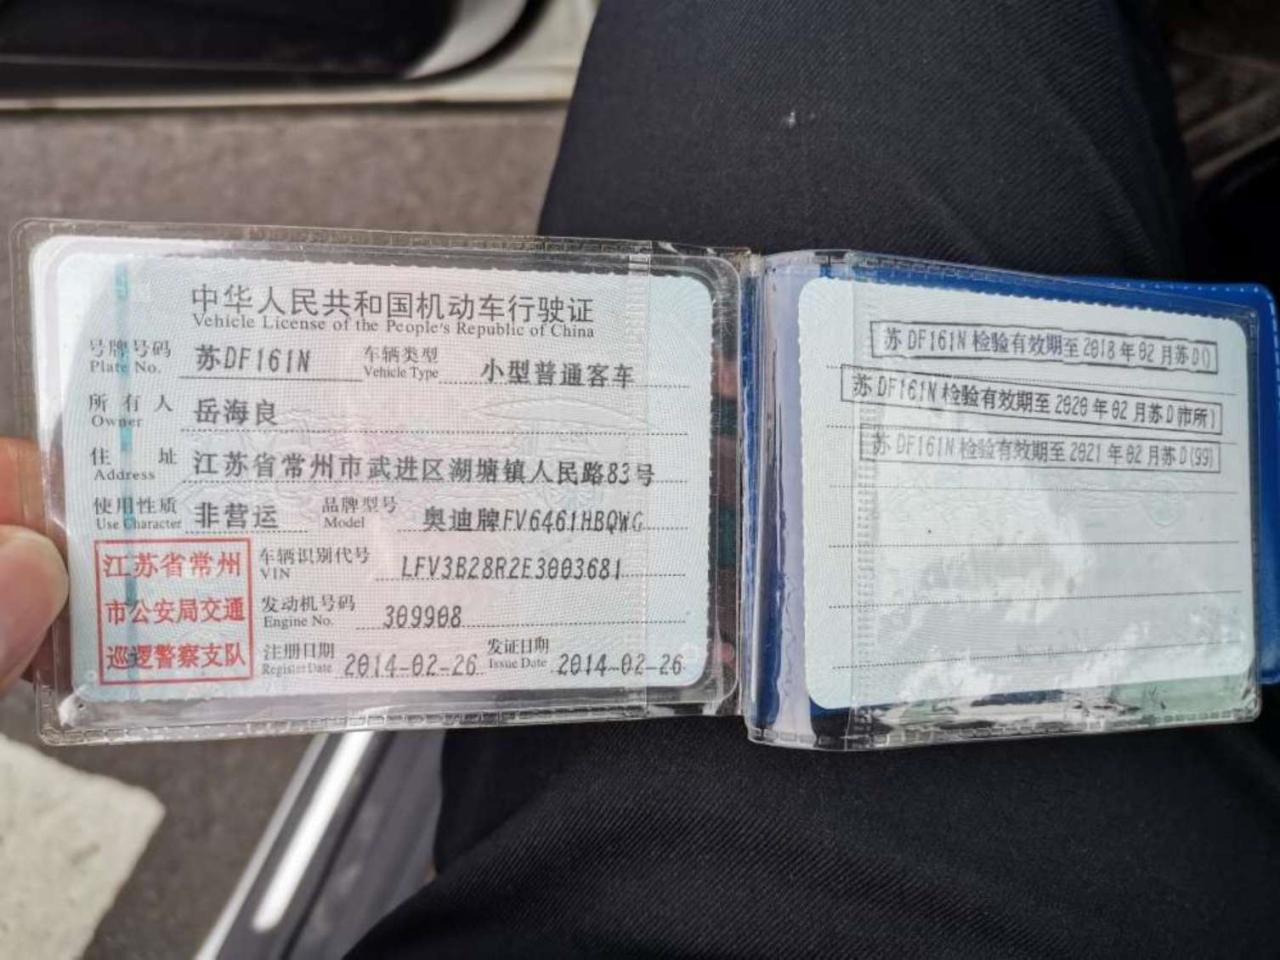 中华人民共和国机动车行驶证
Vehicle License of the People's Republic of China
号牌号码 苏DF161N 车辆类型 小型普通客车
Plate No. Vehicle Type
所有人 岳海良
Owner
住址 江苏省常州市武进区湖塘镇人民路83号
Address
使用性质 非营运 品牌型号 奥迪牌FV6461HBQWG
Use Character Model
江苏省常州
市公安局交通
巡逻警察支队
车辆识别代号 LFV3B28R2E3003681
VIN
发动机号码 309908
Engine No.
注册日期 2014-02-26 发证日期 2014-02-26
Register Date Issue Date
苏DF161N检验有效期至2018年02月苏D()
苏DF161N检验有效期至2020年02月苏D(市所)
苏DF161N检验有效期至2021年02月苏D(99)